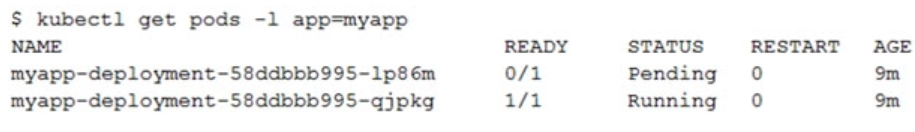 $ kubectl get pods -l app=myapp
NAME READY STATUS RESTART AGE
myapp-deployment-58ddbbb995-lp86m 0/1 Pending 0 9m
myapp-deployment-58ddbbb995-qjpkg 1/1 Running 0 9m